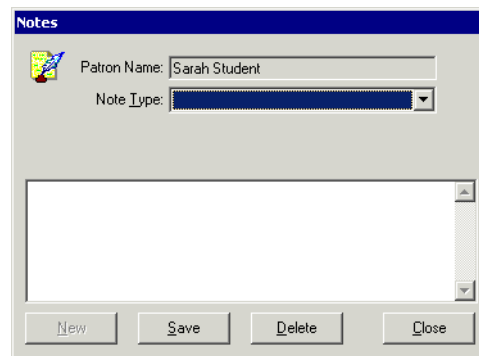 Notes
Patron Name: Sarah Student
Note Type:
New Save Delete Close